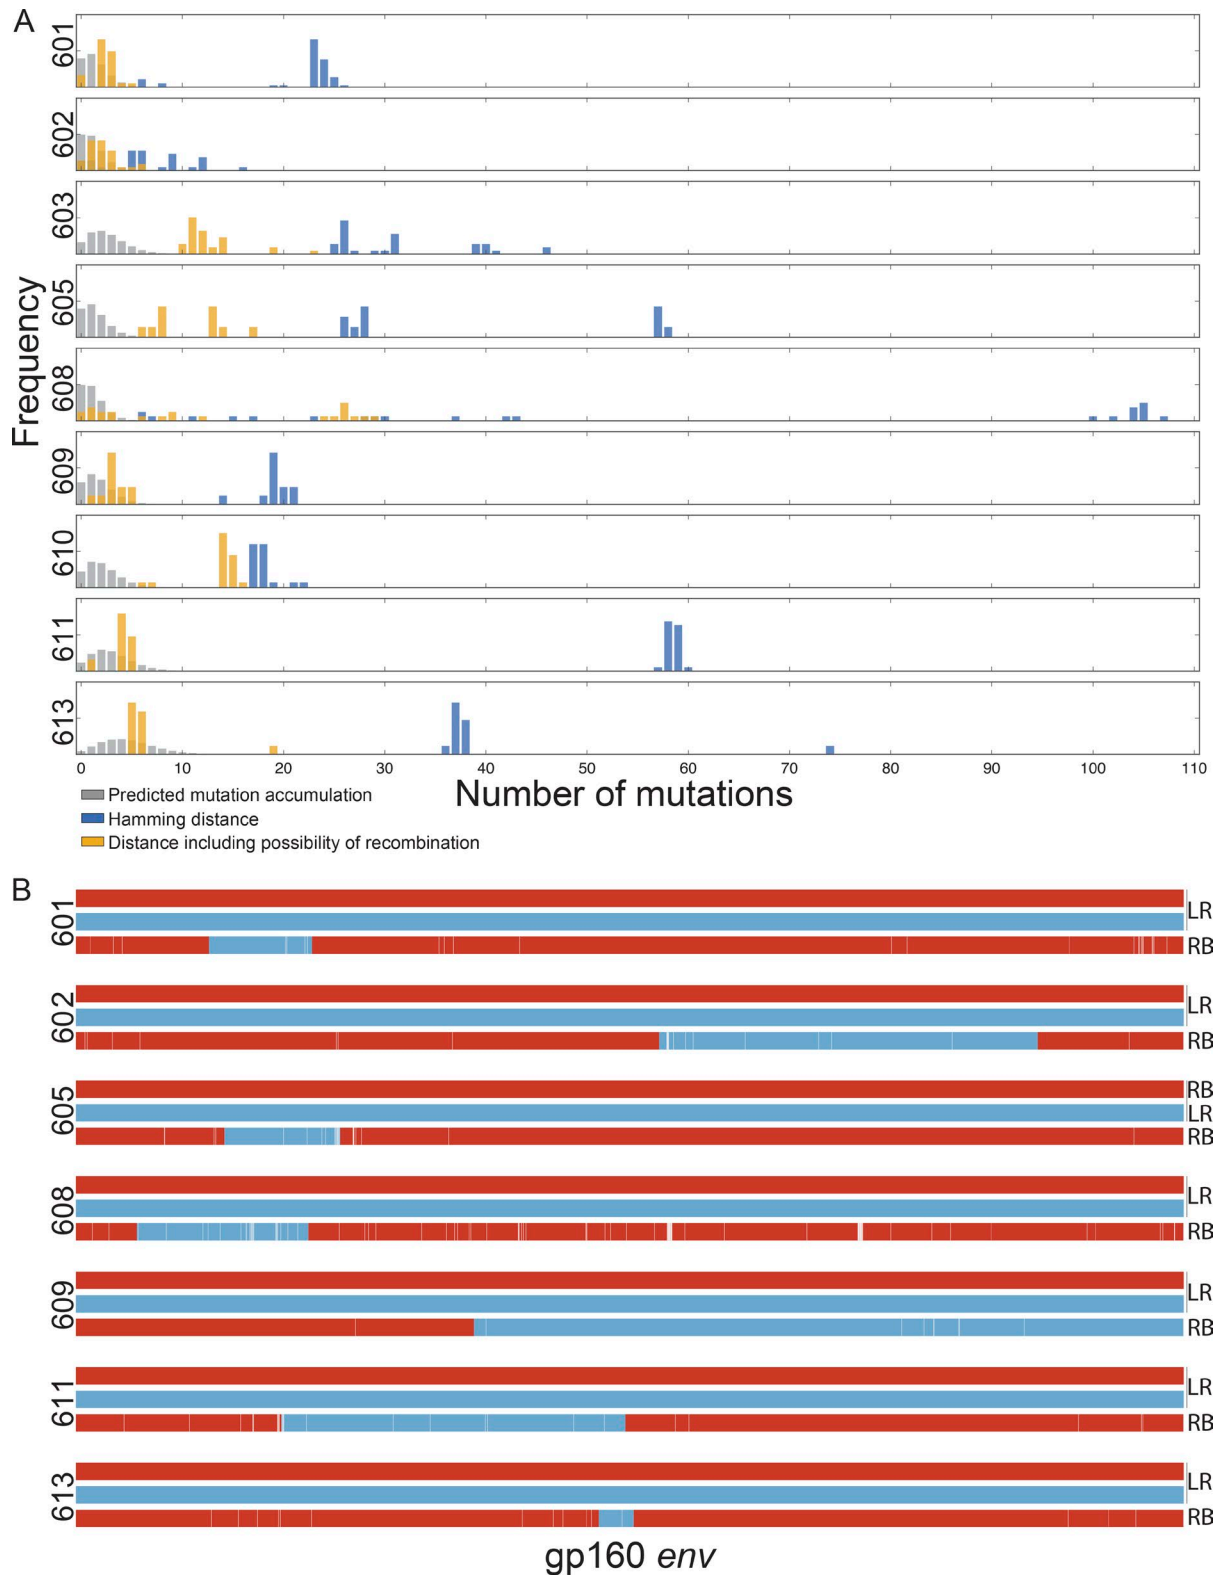 A
601
602
603
605
608
609
610
611
613
Frequency
0 10 20 30 40 50 60 70 80 90 100 110
Number of mutations
Predicted mutation accumulation
Hamming distance
Distance including possibility of recombination
B
601
LR
RB
602
LR
RB
605
RB
LR
RB
608
LR
RB
609
LR
RB
611
LR
RB
613
LR
RB
gp160 env